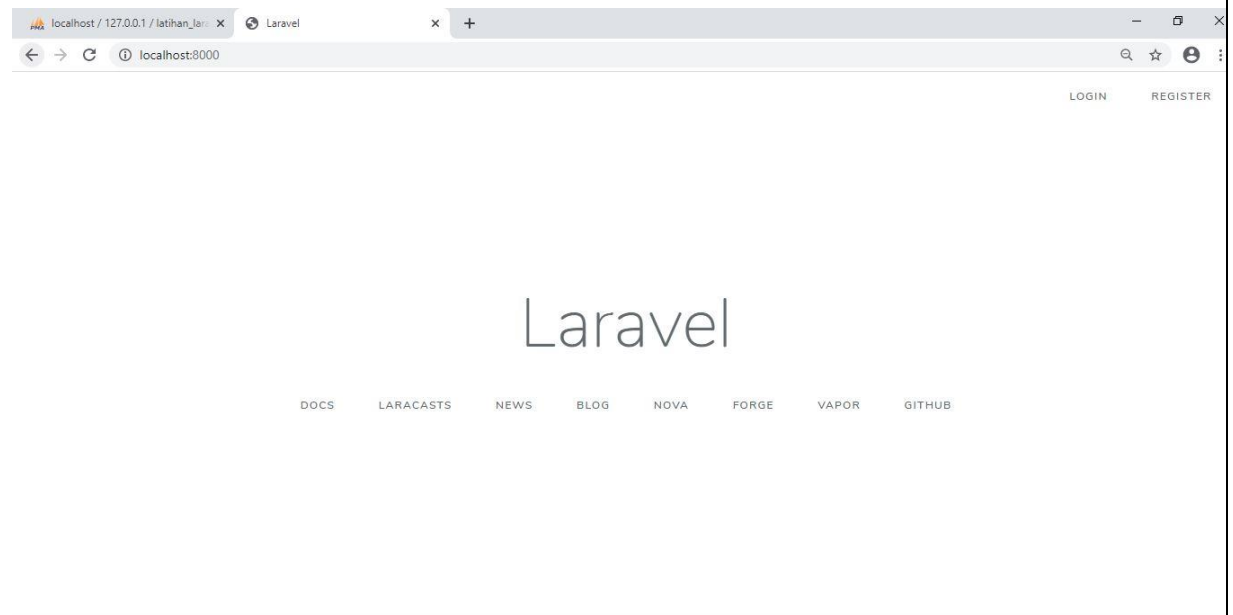 localhost / 127.0.0.1 / latihan_lar
Laravel
localhost:8000
LOGIN REGISTER
Laravel
DOCS LARACASTS NEWS BLOG NOVA FORGE VAPOR GITHUB